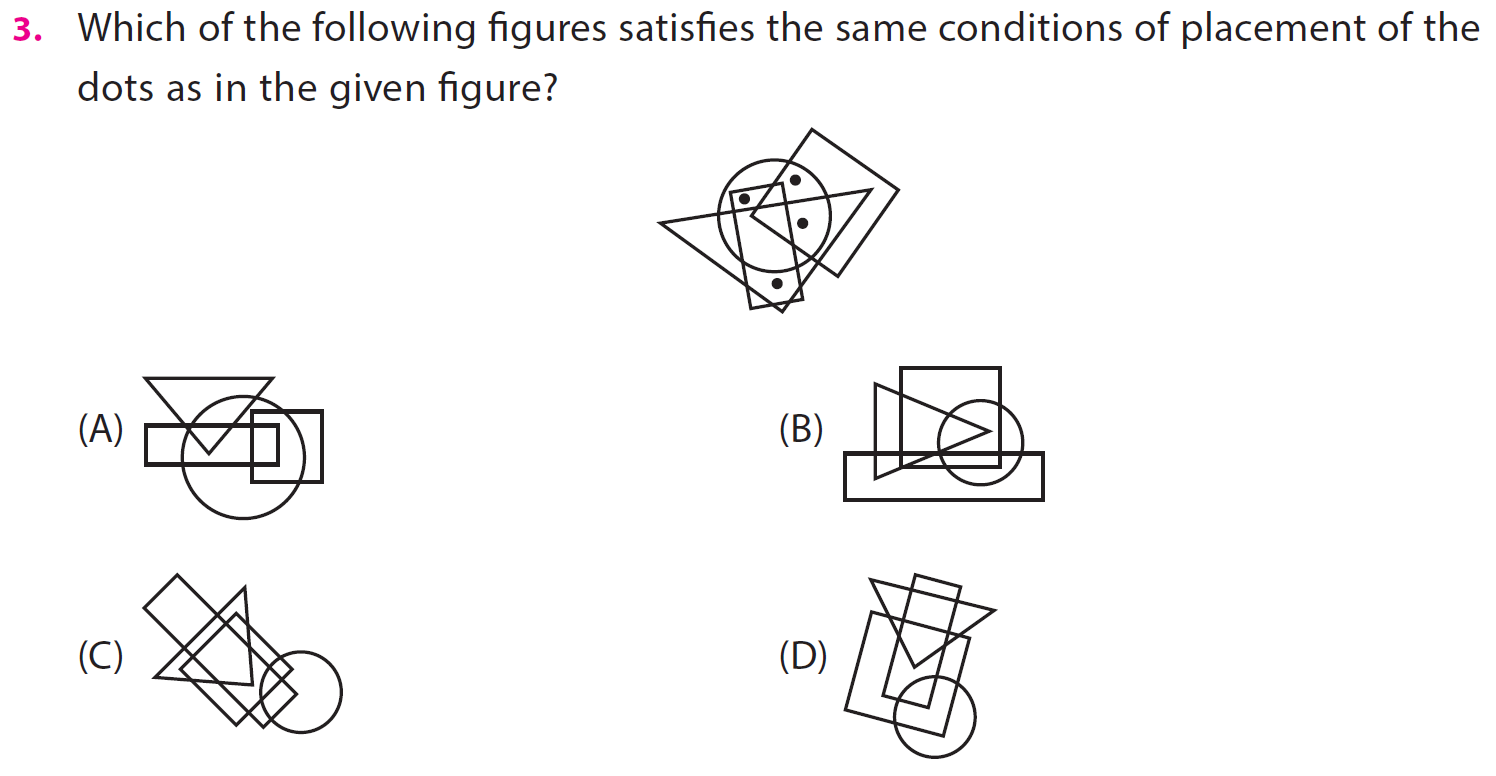 3. Which of the following figures satisfies the same conditions of placement of the
dots as in the given figure?
(A)
(B)
(C)
(D)